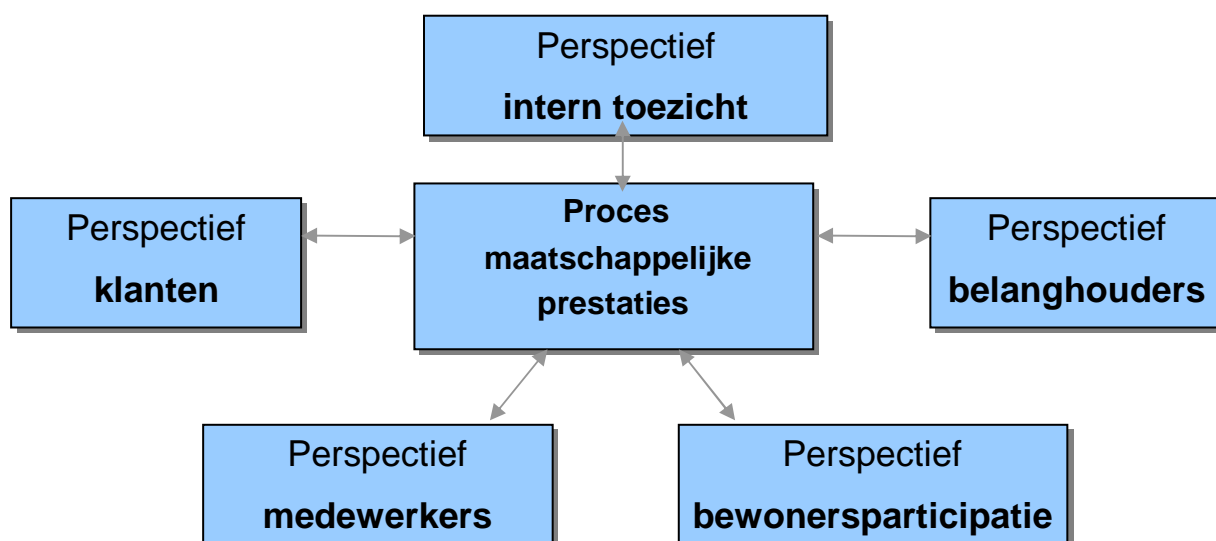 Perspectief
intern toezicht
Perspectief
klanten
Proces
maatschappelijke
prestaties
Perspectief
belanghouders
Perspectief
medewerkers
Perspectief
bewonersparticipatie